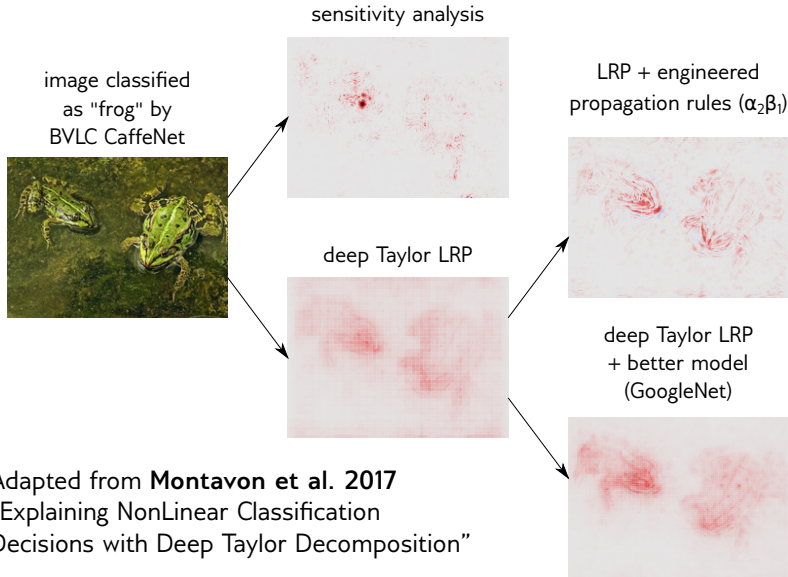 sensitivity analysis
image classified
as "frog" by
BVLC CaffeNet
LRP + engineered
propagation rules (α₂β₁)
deep Taylor LRP
deep Taylor LRP
+ better model
(GoogleNet)
Adapted from Montavon et al. 2017
Explaining NonLinear Classification
Decisions with Deep Taylor Decomposition”